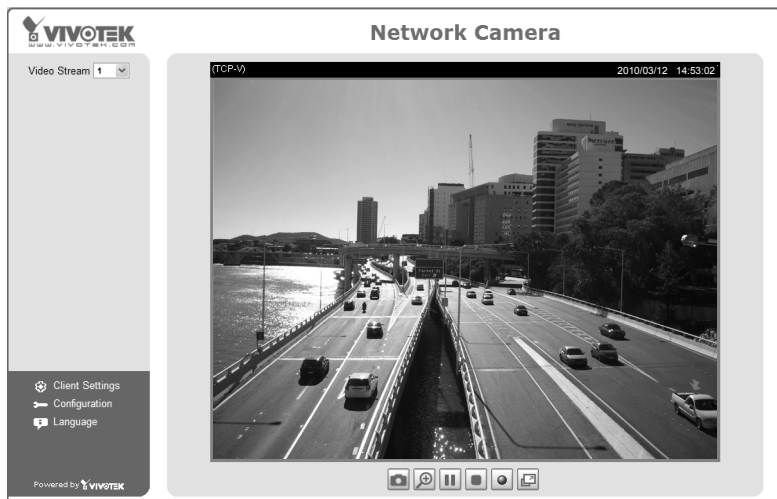 VIVOTEK
www.vivotek.com
Network Camera
Video Stream 1
(TCP-V) 2010/03/12 14:53:02
Mercure
Client Settings
Configuration
Language
Powered by VIVOTEK